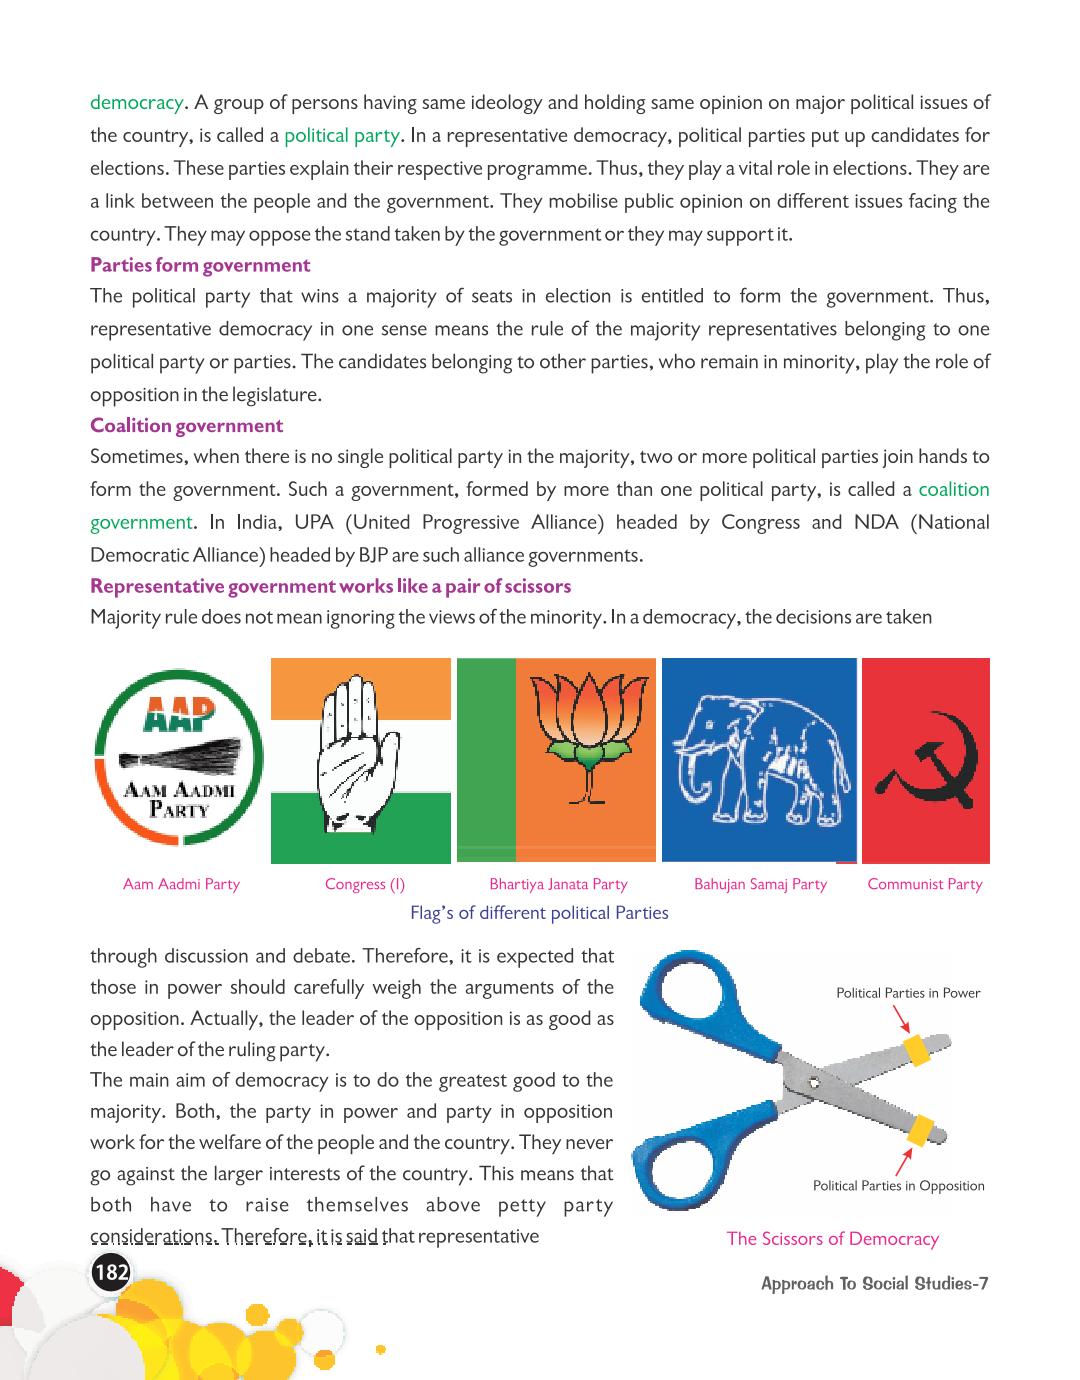 democracy. A group of persons having same ideology and holding same opinion on major political issues of
the country, is called a political party. In a representative democracy, political parties put up candidates for
elections. These parties explain their respective programme. Thus, they play a vital role in elections. They are
a link between the people and the government. They mobilise public opinion on different issues facing the
country. They may oppose the stand taken by the government or they may support it.
Parties form government
The political party that wins a majority of seats in election is entitled to form the government. Thus,
representative democracy in one sense means the rule of the majority representatives belonging to one
political party or parties. The candidates belonging to other parties, who remain in minority, play the role of
opposition in the legislature.
Coalition government
Sometimes, when there is no single political party in the majority, two or more political parties join hands to
form the government. Such a government, formed by more than one political party, is called a coalition
government. In India, UPA (United Progressive Alliance) headed by Congress and NDA (National
Democratic Alliance) headed by BJP are such alliance governments.
Representative government works like a pair of scissors
Majority rule does not mean ignoring the views of the minority. In a democracy, the decisions are taken
AAP
AAM AADMI
PARTY
Aam Aadmi Party
Congress (I)
Bhartiya Janata Party
Bahujan Samaj Party
Communist Party
Flag's of different political Parties
through discussion and debate. Therefore, it is expected that
those in power should carefully weigh the arguments of the
opposition. Actually, the leader of the opposition is as good as
the leader of the ruling party.
The main aim of democracy is to do the greatest good to the
majority. Both, the party in power and party in opposition
work for the welfare of the people and the country. They never
go against the larger interests of the country. This means that
both have to raise themselves above petty party
considerations. Therefore, it is said that representative
Political Parties in Power
Political Parties in Opposition
The Scissors of Democracy
182
Approach To Social Studies-7